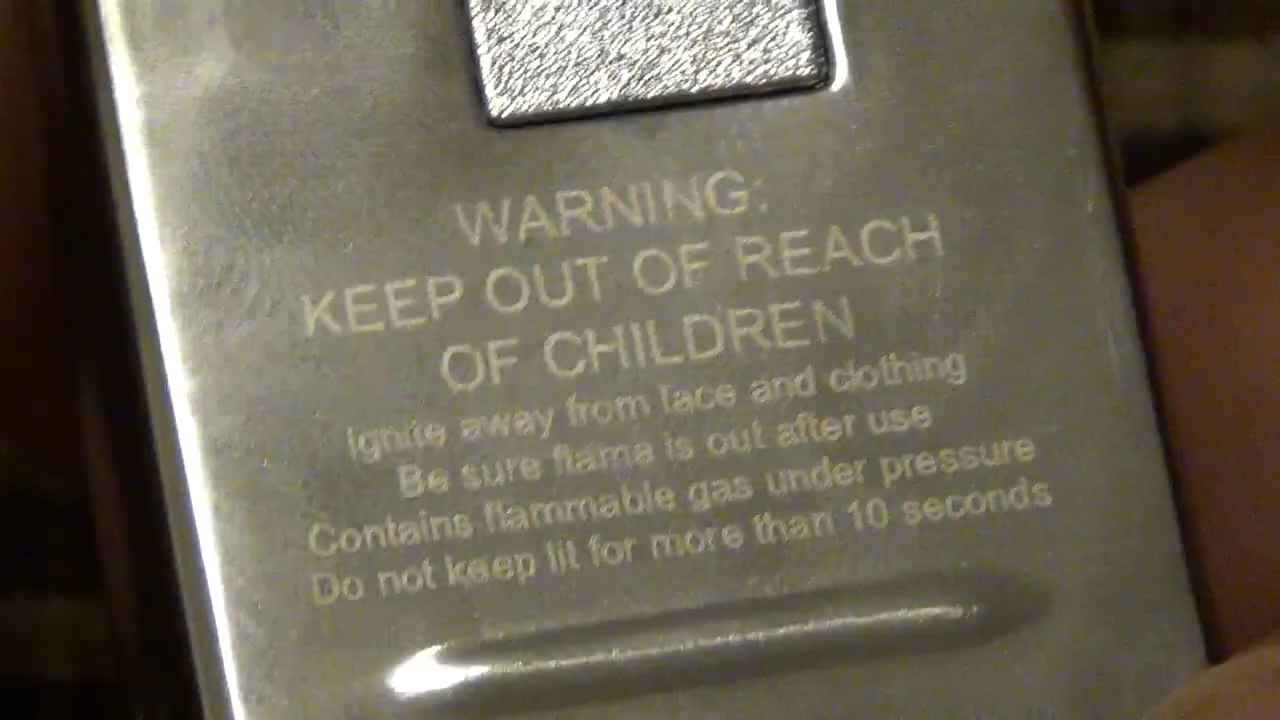 WARNING:
KEEP OUT OF REACH
OF CHILDREN
Ignite away from face and clothing
Be sure flame is out after use
Contains flammable gas under pressure
Do not keep lit for more than 10 seconds